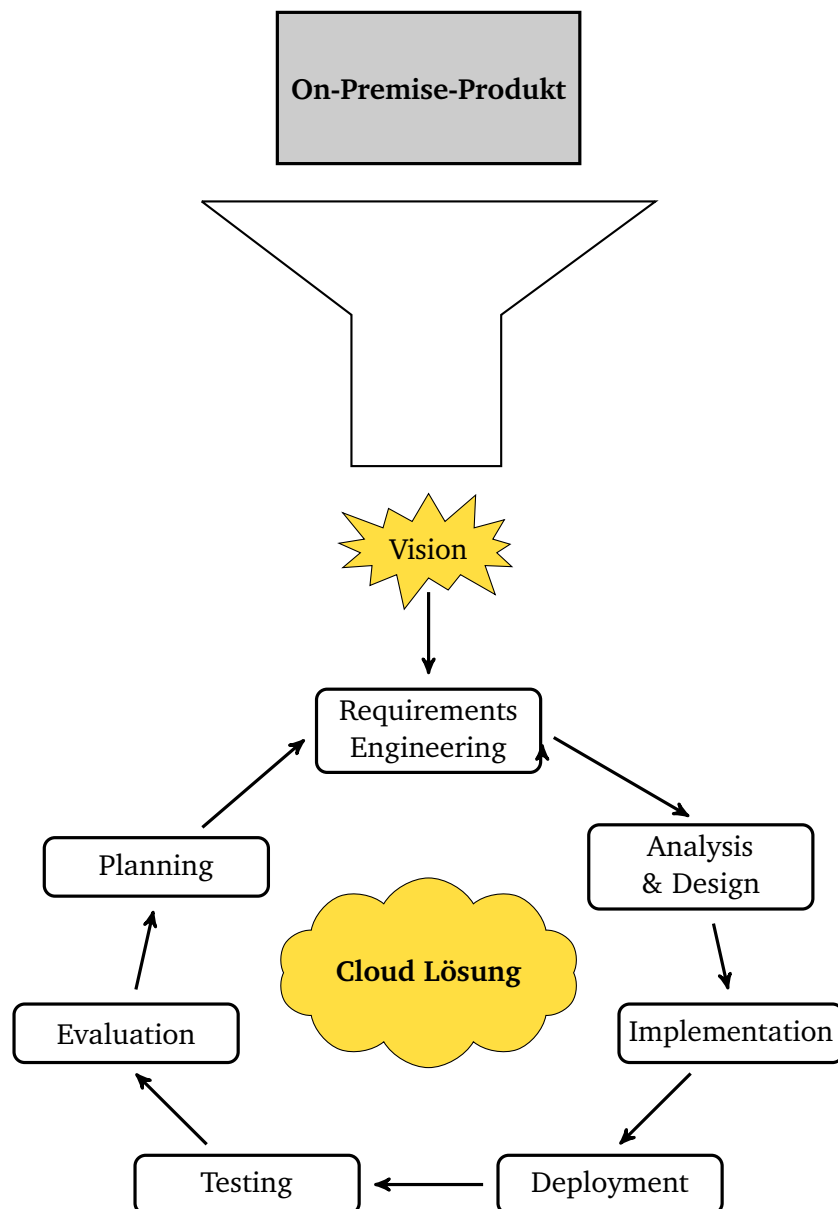 On-Premise-Produkt
Vision
Requirements
Engineering
Planning
Analysis
& Design
Cloud Lösung
Evaluation
Implementation
Testing
Deployment